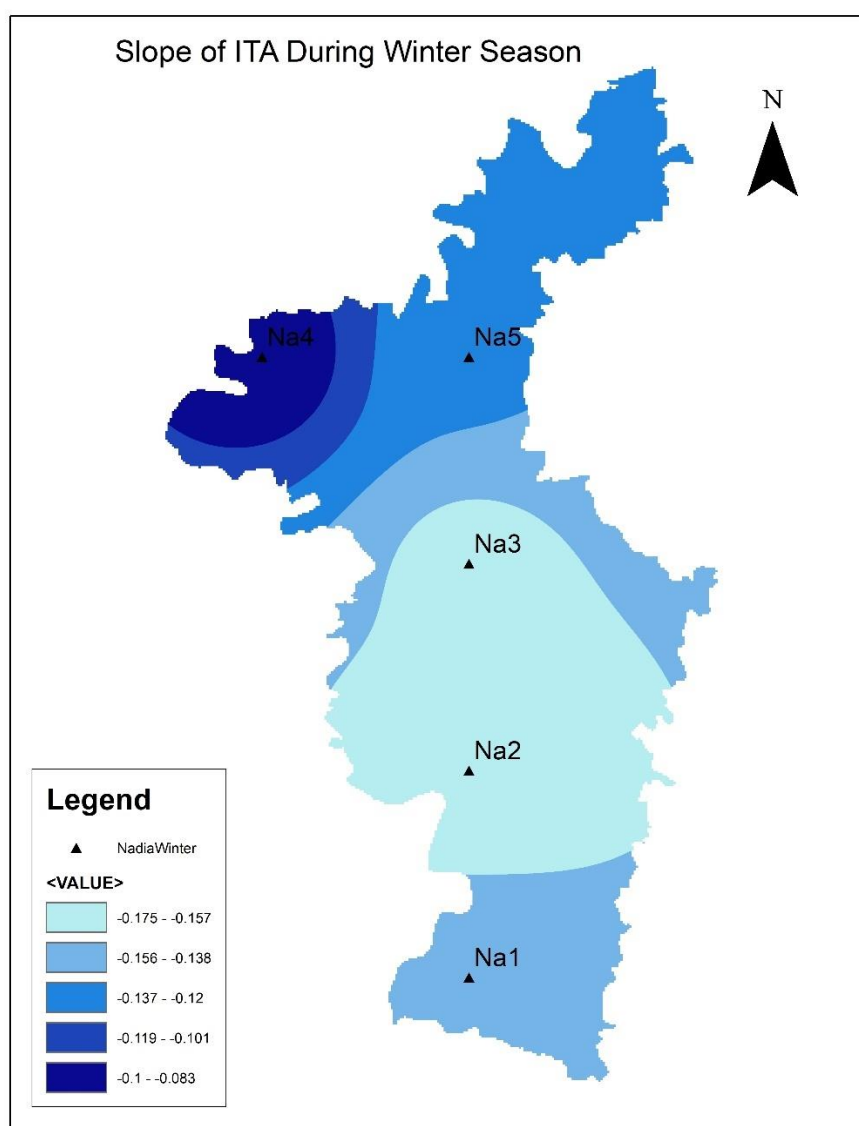 Slope of ITA During Winter Season
N
Na4
Na5
Na3
Na2
Na1
Legend
NadiaWinter
<VALUE>
-0.175 - -0.157
-0.156 - -0.138
-0.137 - -0.12
-0.119 - -0.101
-0.1 - -0.083